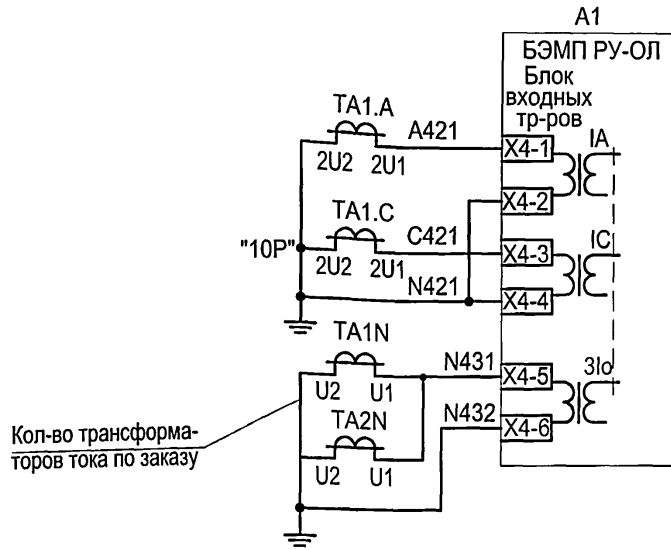 A1
БЭМП РУ-ОЛ
Блок
входных
тр-ров
TA1.A
A421
X4-1
IA
2U2
2U1
X4-2
TA1.C
C421
X4-3
IC
"10Р"
2U2
2U1
N421
X4-4
TA1N
N431
X4-5
3Io
U2
U1
TA2N
N432
X4-6
Кол-во трансформа-
торов тока по заказу
U2
U1